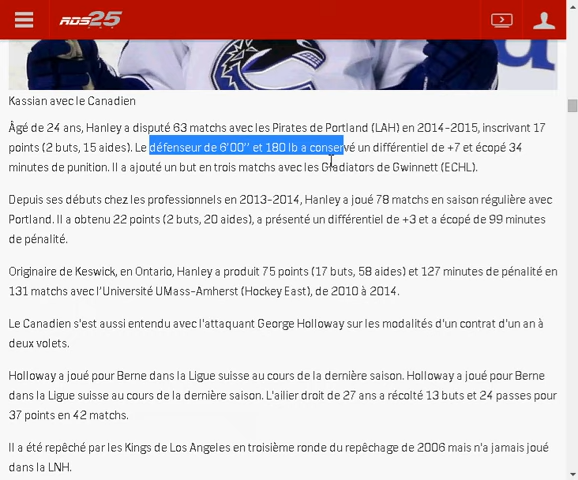 RDS25
Kassian avec le Canadien
Âgé de 24 ans, Hanley a disputé 63 matchs avec les Pirates de Portland (LAH) en 2014-2015, inscrivant 17
points (2 buts, 15 aides). Le défenseur de 6'00'' et 180 lb a conservé un différentiel de +7 et écopé 34
minutes de punition. Il a ajouté un but en trois matchs avec les Gladiators de Gwinnett (ECHL).
Depuis ses débuts chez les professionnels en 2013-2014, Hanley a joué 78 matchs en saison régulière avec
Portland. Il a obtenu 22 points (2 buts, 20 aides), a présenté un différentiel de +3 et a écopé de 99 minutes
de pénalité.
Originaire de Keswick, en Ontario, Hanley a produit 75 points (17 buts, 58 aides) et 127 minutes de pénalité en
131 matchs avec l'Université UMass-Amherst (Hockey East), de 2010 à 2014.
Le Canadien s'est aussi entendu avec l'attaquant George Holloway sur les modalités d'un contrat d'un an à
deux volets.
Holloway a joué pour Berne dans la Ligue suisse au cours de la dernière saison. Holloway a joué pour Berne
dans la Ligue suisse au cours de la dernière saison. L'ailier droit de 27 ans a récolté 13 buts et 24 passes pour
37 points en 42 matchs.
Il a été repêché par les Kings de Los Angeles en troisième ronde du repêchage de 2006 mais n'a jamais joué
dans la LNH.